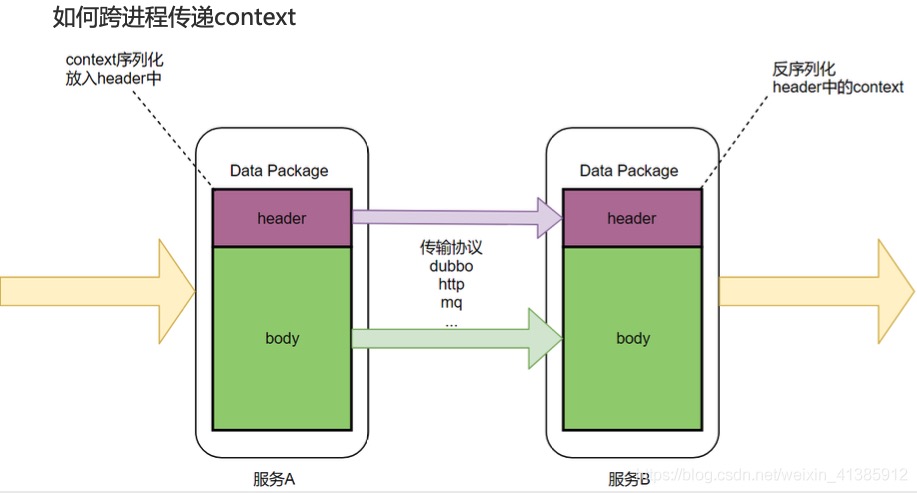 如何跨进程传递context
context序列化
放入header中
反序列化
header中的context
Data Package
Data Package
header
header
传输协议
dubbo
http
mq
...
body
body
服务A
服务B
https://blog.csdn.net/weixin_41385912